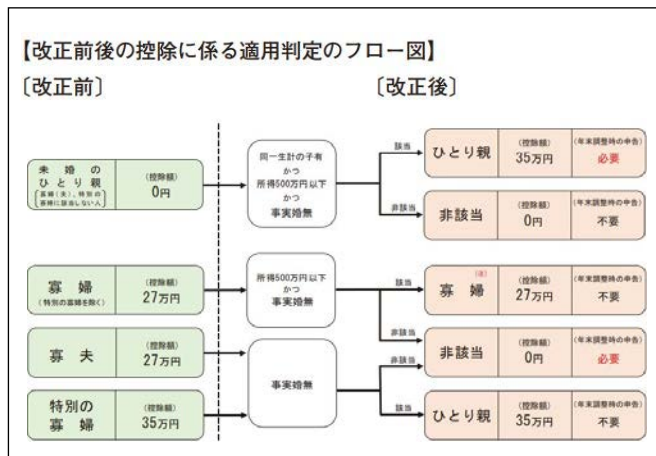 【改正前後の控除に係る適用判定のフロー図】
〔改正前〕
〔改正後〕
未婚の
ひとり親
寡婦(夫)、特別の
寡婦に該当しない人
(控除額)
0円
同一生計の子有
かつ
所得500万円以下
かつ
事実婚無
該当
ひとり親
(控除額)
35万円
(年末調整時の申告)
必要
非該当
非該当
(控除額)
0円
(年末調整時の申告)
不要
寡婦
(特別の寡婦を除く)
(控除額)
27万円
所得500万円以下
かつ
事実婚無
該当
寡婦
(控除額)
27万円
(年末調整時の申告)
不要
寡夫
(控除額)
27万円
非該当
非該当
非該当
(控除額)
0円
(年末調整時の申告)
必要
特別の
寡婦
(控除額)
35万円
事実婚無
該当
ひとり親
(控除額)
35万円
(年末調整時の申告)
不要